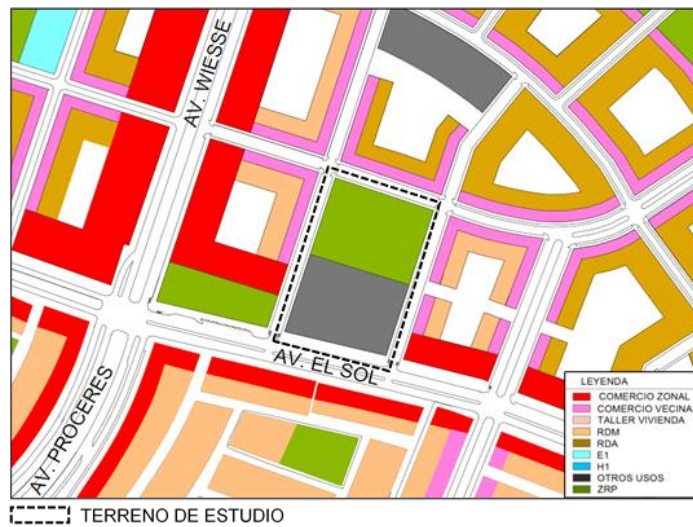 AV. WIESSE
AV. EL SOL
AV. PROCERES
LEYENDA
COMERCIO ZONAL
COMERCIO VECINA
TALLER VIVIENDA
RDM
RDA
E1
H1
OTROS USOS
ZRP
TERRENO DE ESTUDIO